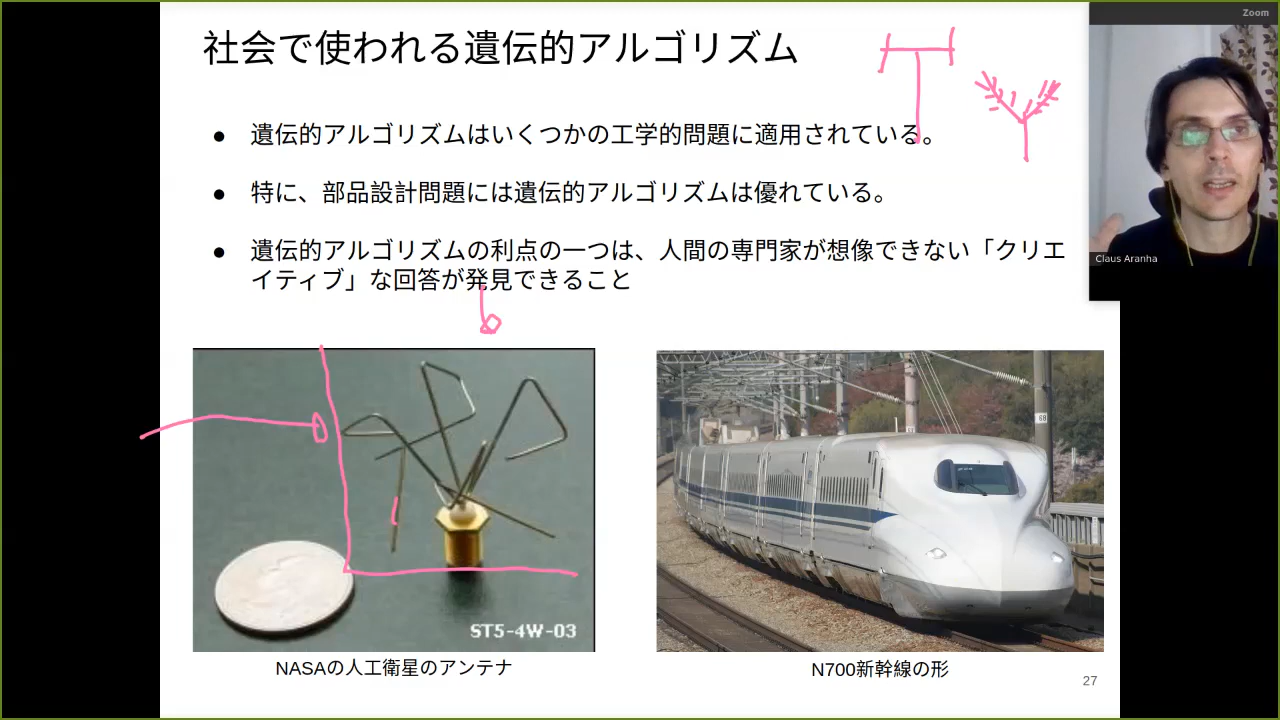 Zoom
社会で使われる遺伝的アルゴリズム
● 遺伝的アルゴリズムはいくつかの工学的問題に適用されている。
● 特に、部品設計問題には遺伝的アルゴリズムは優れている。
● 遺伝的アルゴリズムの利点の一つは、人間の専門家が想像できない「クリエ
イティブ」な回答が発見できること
Claus Aranha
ST5-4W-03
NASAの人工衛星のアンテナ
N700新幹線の形
27